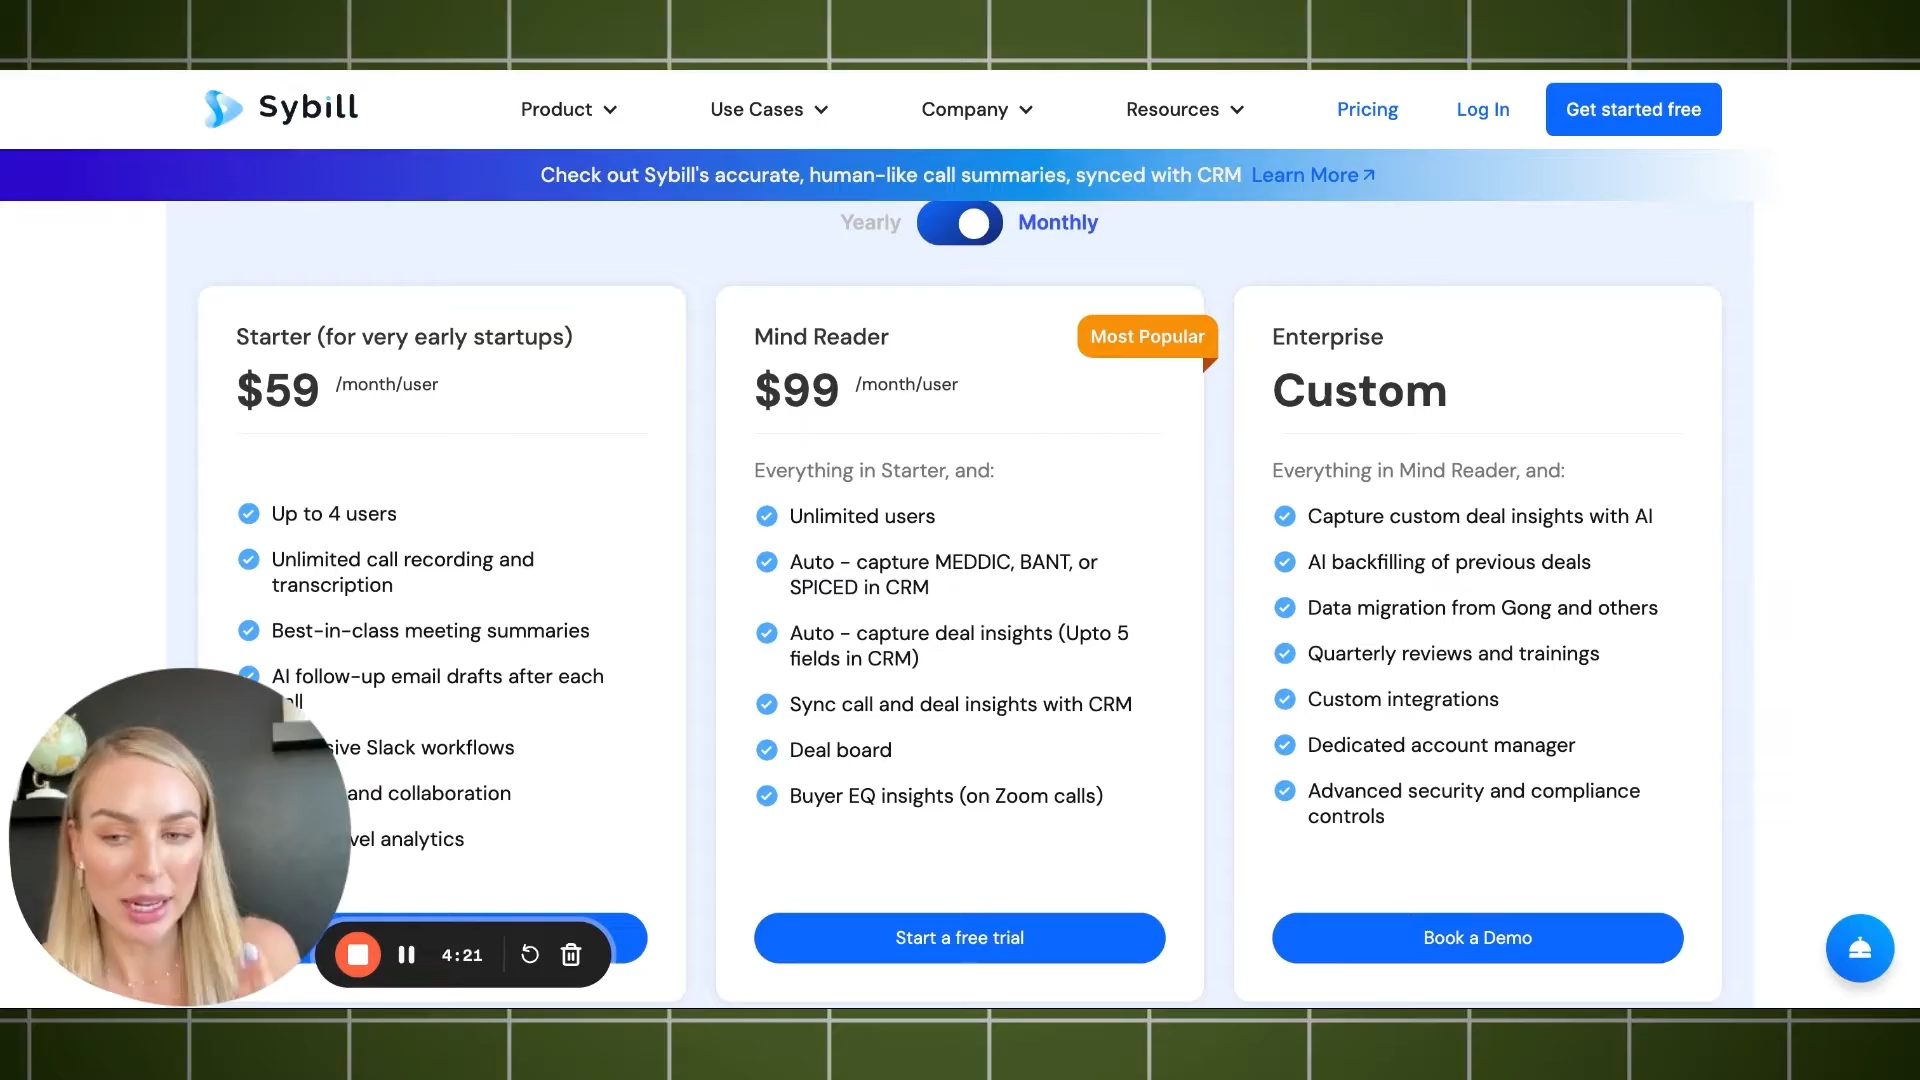 Sybill
Product
Use Cases
Company
Resources
Pricing
Log In
Get started free
Check out Sybill's accurate, human-like call summaries, synced with CRM Learn More
Yearly
Monthly
Starter (for very early startups)
$59 /month/user
Up to 4 users
Unlimited call recording and
transcription
Best-in-class meeting summaries
AI follow-up email drafts after each
Slack workflows
and collaboration
analytics
Mind Reader
Most Popular
$99 /month/user
Everything in Starter, and:
Unlimited users
Auto - capture MEDDIC, BANT, or
SPICED in CRM
Auto - capture deal insights (Upto 5
fields in CRM)
Sync call and deal insights with CRM
Deal board
Buyer EQ insights (on Zoom calls)
Start a free trial
Enterprise
Custom
Everything in Mind Reader, and:
Capture custom deal insights with AI
AI backfilling of previous deals
Data migration from Gong and others
Quarterly reviews and trainings
Custom integrations
Dedicated account manager
Advanced security and compliance
controls
Book a Demo
4:21